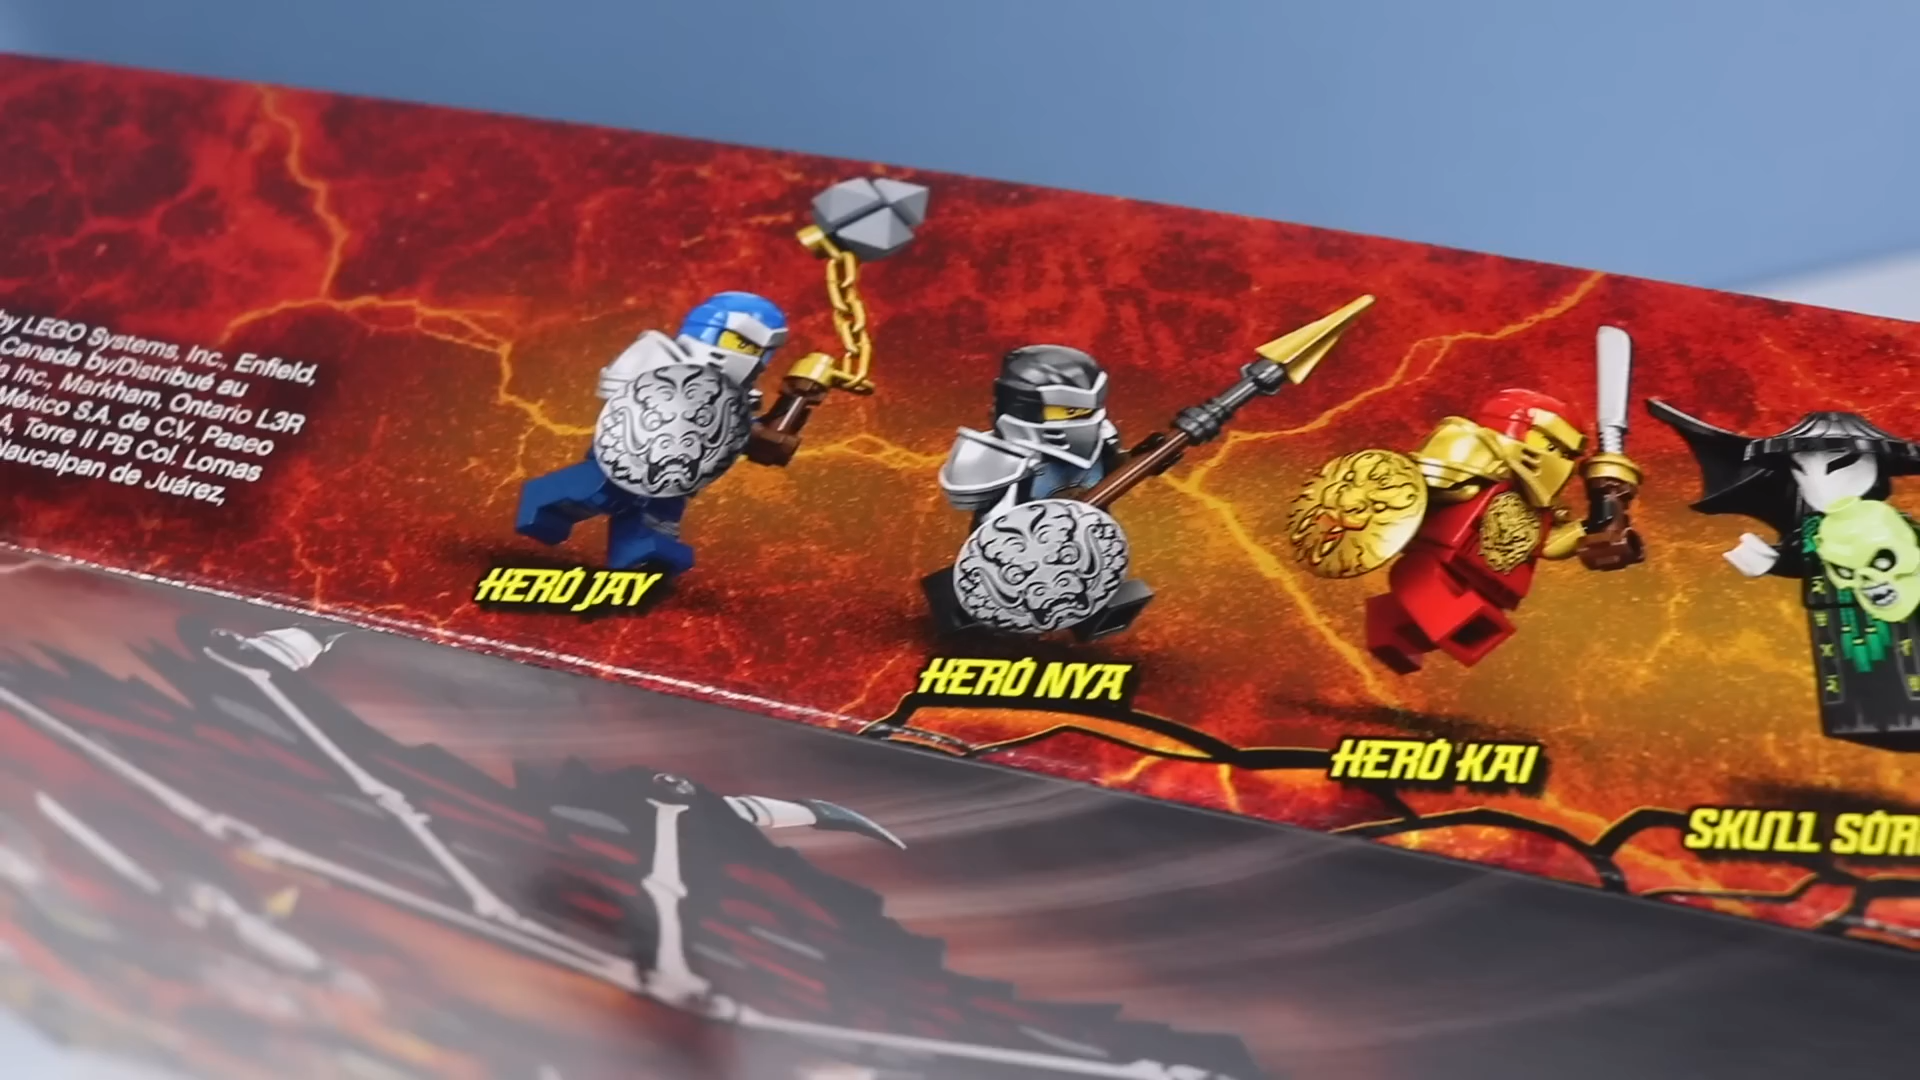 by LEGO Systems, Inc., Enfield,
Canada by/Distribué au
Inc., Markham, Ontario L3R
México S.A. de C.V., Paseo
A, Torre II PB Col. Lomas
Naucalpan de Juárez,
HERO JAY
HERO NYA
HERO KAI
SKULL